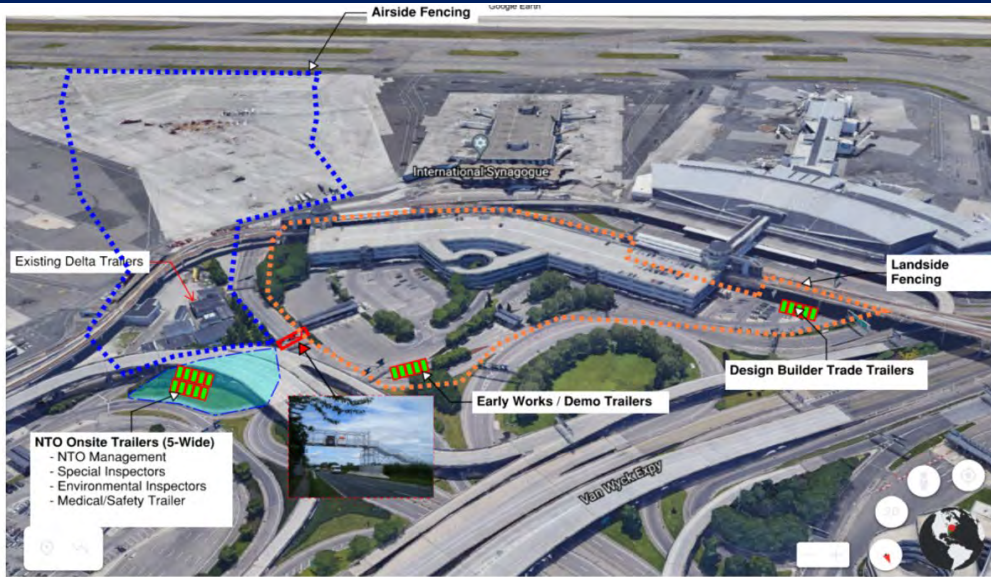 Google Earth
Airside Fencing
International Synagogue
Existing Delta Trailers
Landside
Fencing
Design Builder Trade Trailers
Early Works / Demo Trailers
NTO Onsite Trailers (5-Wide)
- NTO Management
- Special Inspectors
- Environmental Inspectors
- Medical/Safety Trailer
Van Wyck Expy
3D